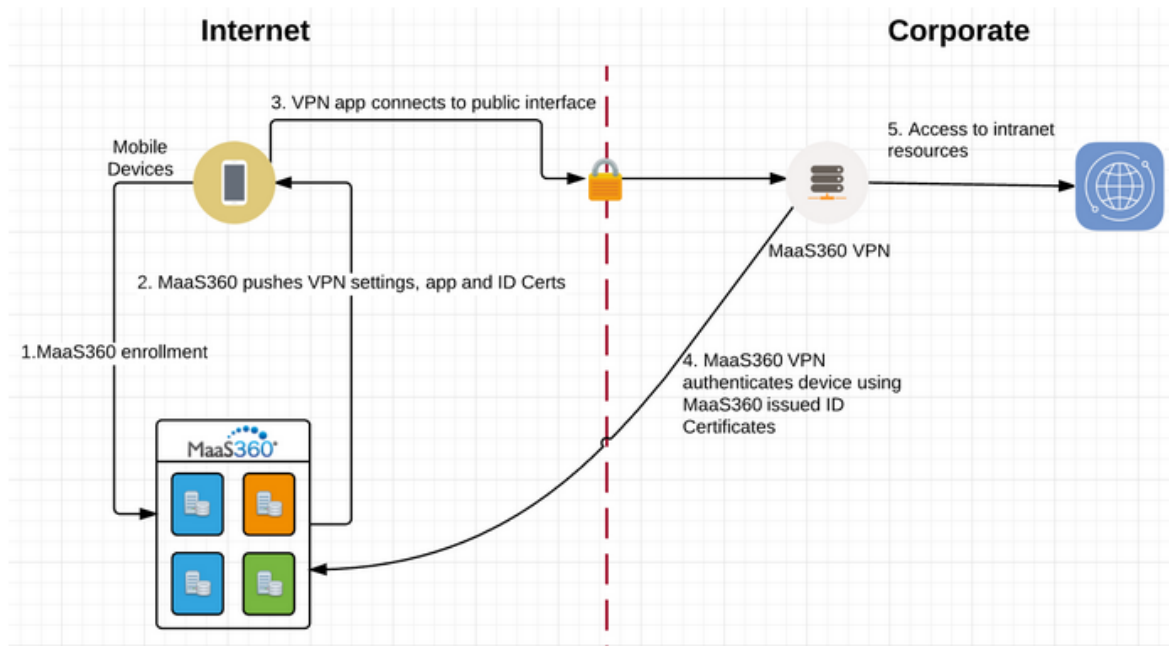 Internet
Corporate
3. VPN app connects to public interface
Mobile
Devices
5. Access to intranet
resources
MaaS360 VPN
2. MaaS360 pushes VPN settings, app and ID Certs
1.MaaS360 enrollment
4. MaaS360 VPN
authenticates device using
MaaS360 issued ID
Certificates
MaaS360